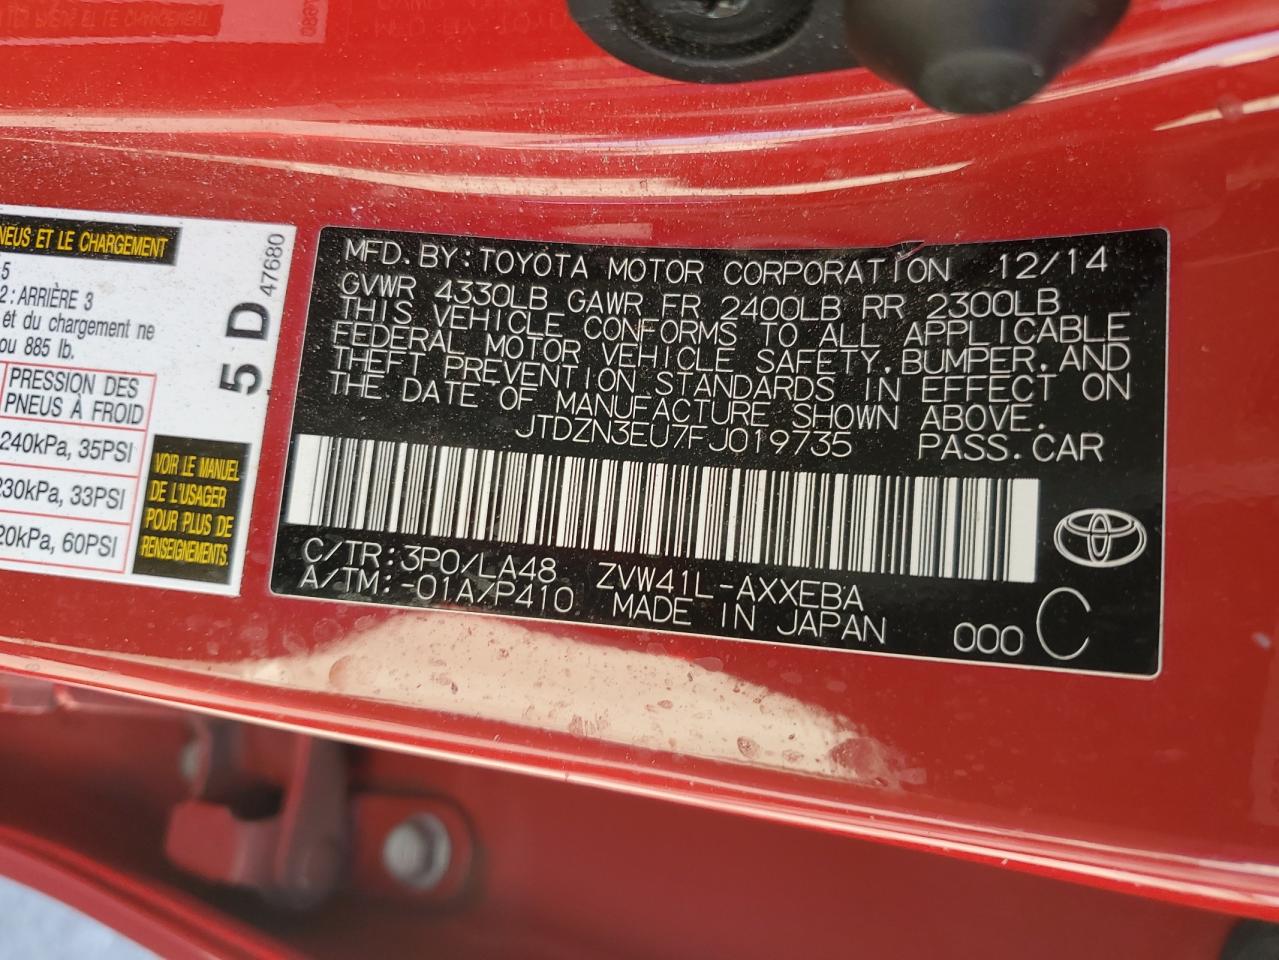 NEUS ET LE CHARGEMENT
5
2 : ARRIÈRE 3
et du chargement ne
ou 885 lb.
PRESSION DES
PNEUS À FROID
240kPa, 35PSI
230kPa, 33PSI
20kPa, 60PSI
VOIR LE MANUEL
DE L'USAGER
POUR PLUS DE
RENSEIGNEMENTS.
5 D 47680
MFD. BY: TOYOTA MOTOR CORPORATION 12/14
GVWR 4330LB GAWR FR 2400LB RR 2300LB
THIS VEHICLE CONFORMS TO ALL APPLICABLE
FEDERAL MOTOR VEHICLE SAFETY, BUMPER, AND
THEFT PREVENTION STANDARDS IN EFFECT ON
THE DATE OF MANUFACTURE SHOWN ABOVE.
JTDZN3EU7FJ019735 PASS. CAR
C/TR: 3P0/LA48 ZVW41L-AXXEBA
A/TM: -01A/P410 MADE IN JAPAN 000 C